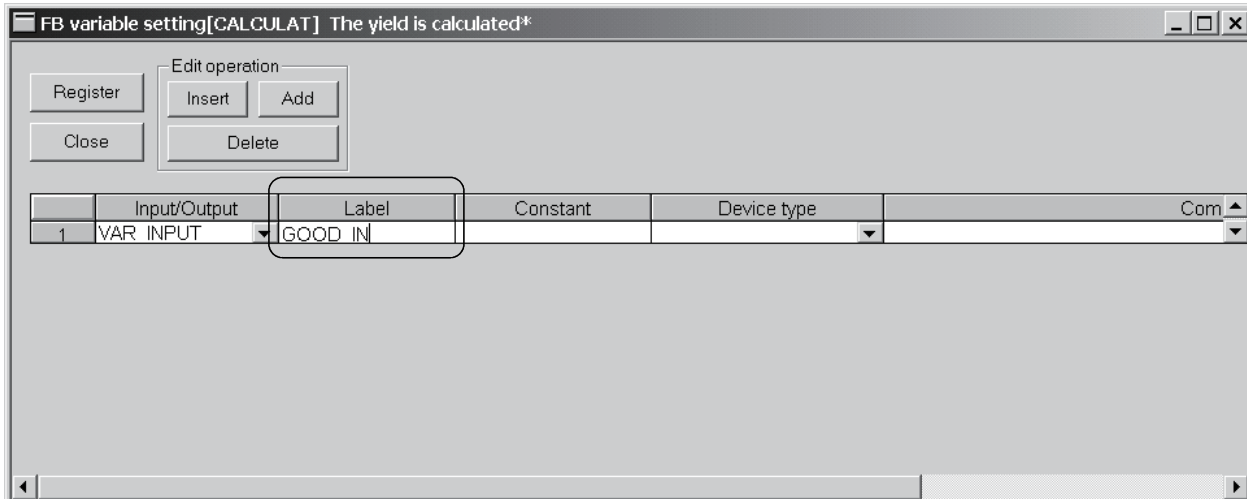 FB variable setting[CALCULAT] The yield is calculated*
Edit operation
Register Insert Add
Close Delete
Input/Output Label Constant Device type Com
1 VAR_INPUT GOOD_IN